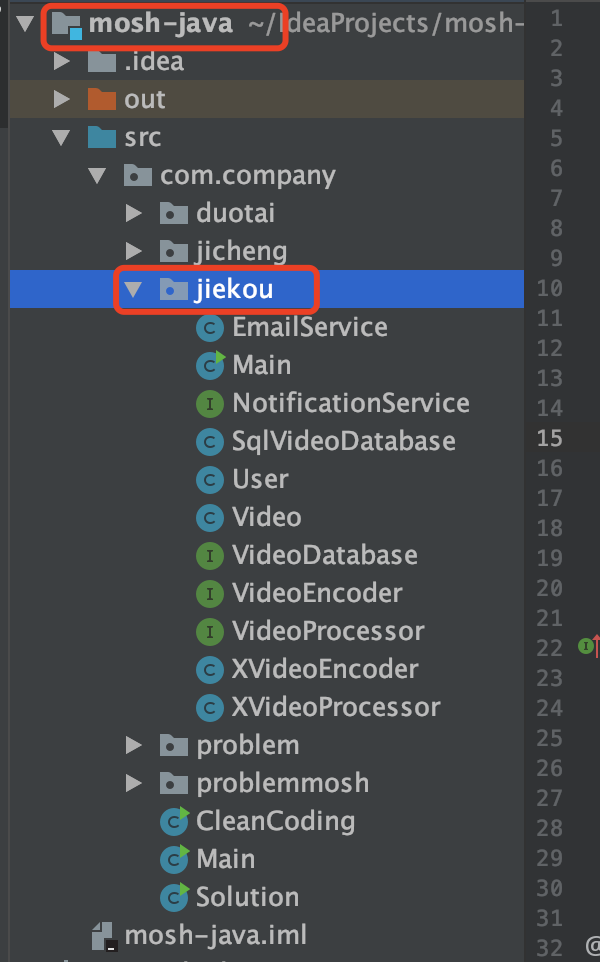 mosh-java ~/IdeaProjects/mosh-
.idea
out
src
com.company
duotai
jicheng
jiekou
C EmailService
C Main
I NotificationService
C SqlVideoDatabase
C User
C Video
I VideoDatabase
I VideoEncoder
I VideoProcessor
C XVideoEncoder
C XVideoProcessor
problem
problemmosh
C CleanCoding
C Main
C Solution
mosh-java.iml
1
2
3
4
5
6
7
8
9
10
11
12
13
14
15
16
17
18
19
20
21
22 I
23
24
25
26
27
28
29
30
31
32 @